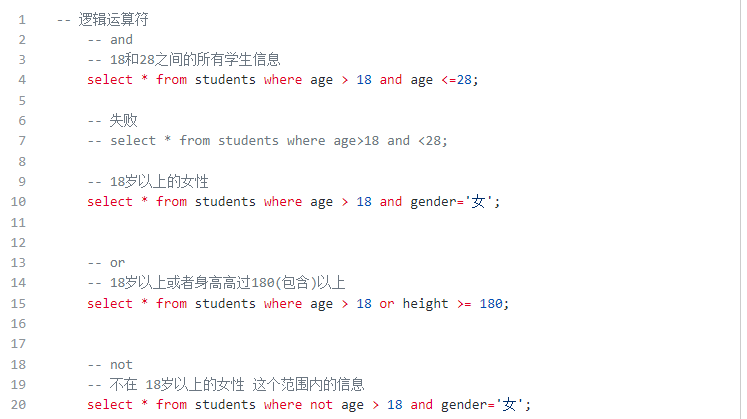 1 -- 逻辑运算符
2 -- and
3 -- 18和28之间的所有学生信息
4 select * from students where age > 18 and age <=28;
5
6 -- 失败
7 -- select * from students where age>18 and <28;
8
9 -- 18岁以上的女性
10 select * from students where age > 18 and gender='女';
11
12
13 -- or
14 -- 18岁以上或者身高高过180(包含)以上
15 select * from students where age > 18 or height >= 180;
16
17
18 -- not
19 -- 不在 18岁以上的女性 这个范围内的信息
20 select * from students where not age > 18 and gender='女';